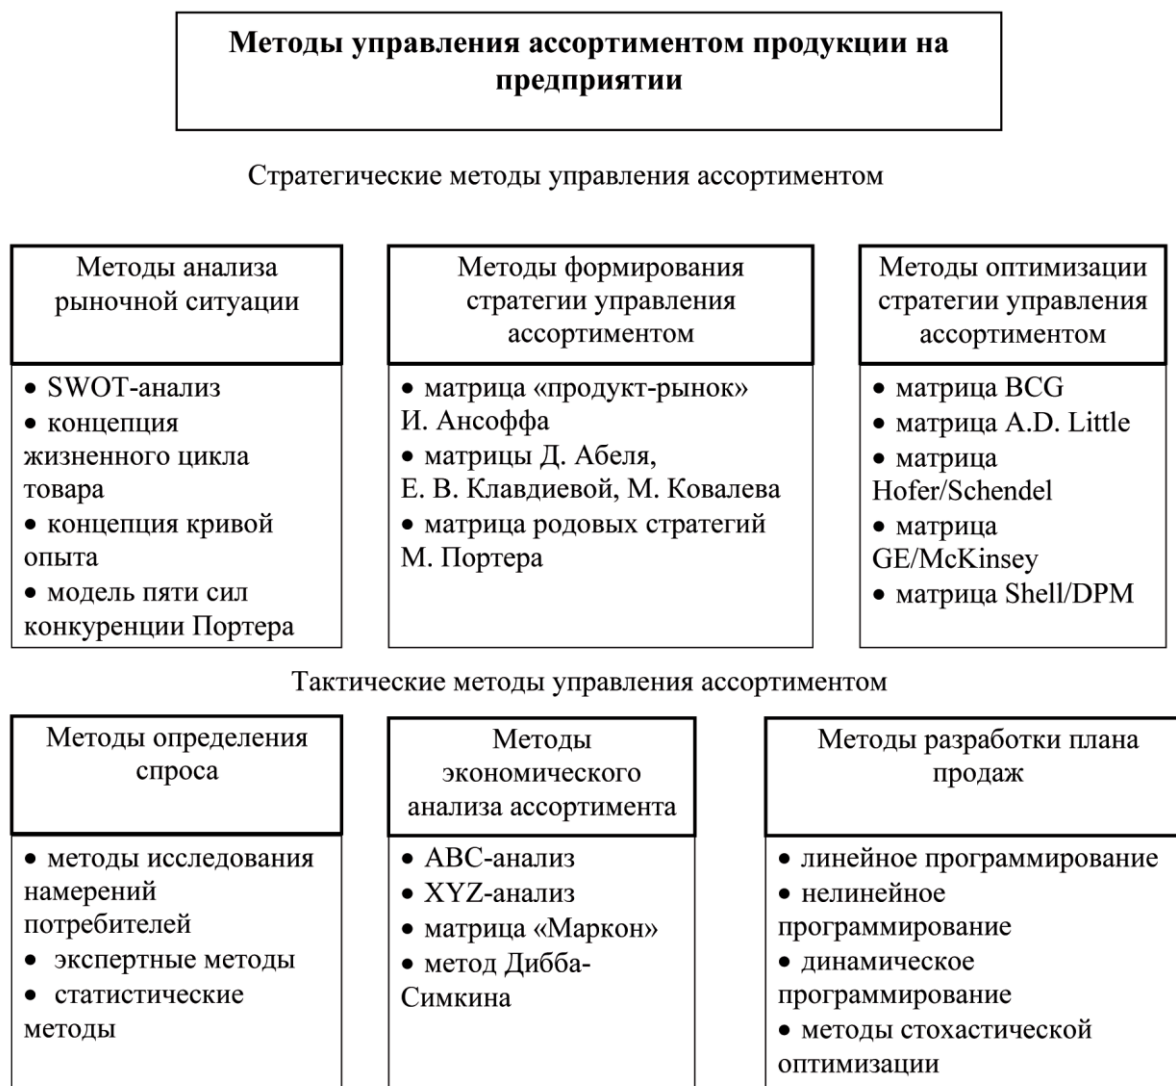 Методы управления ассортиментом продукции на
предприятии
Стратегические методы управления ассортиментом
Методы анализа
рыночной ситуации
• SWOT-анализ
• концепция
жизненного цикла
товара
• концепция кривой
опыта
• модель пяти сил
конкуренции Портера
Методы формирования
стратегии управления
ассортиментом
• матрица «продукт-рынок»
И. Ансоффа
• матрицы Д. Абеля,
Е. В. Клавдиевой, М. Ковалева
• матрица родовых стратегий
М. Портера
Методы оптимизации
стратегии управления
ассортиментом
• матрица BCG
• матрица A.D. Little
• матрица
Hofer/Schendel
• матрица
GE/McKinsey
• матрица Shell/DPM
Тактические методы управления ассортиментом
Методы определения
спроса
• методы исследования
намерений
потребителей
• экспертные методы
• статистические
методы
Методы
экономического
анализа ассортимента
• ABC-анализ
• XYZ-анализ
• матрица «Маркон»
• метод Дибба-
Симкина
Методы разработки плана
продаж
• линейное программирование
• нелинейное
программирование
• динамическое
программирование
• методы стохастической
оптимизации